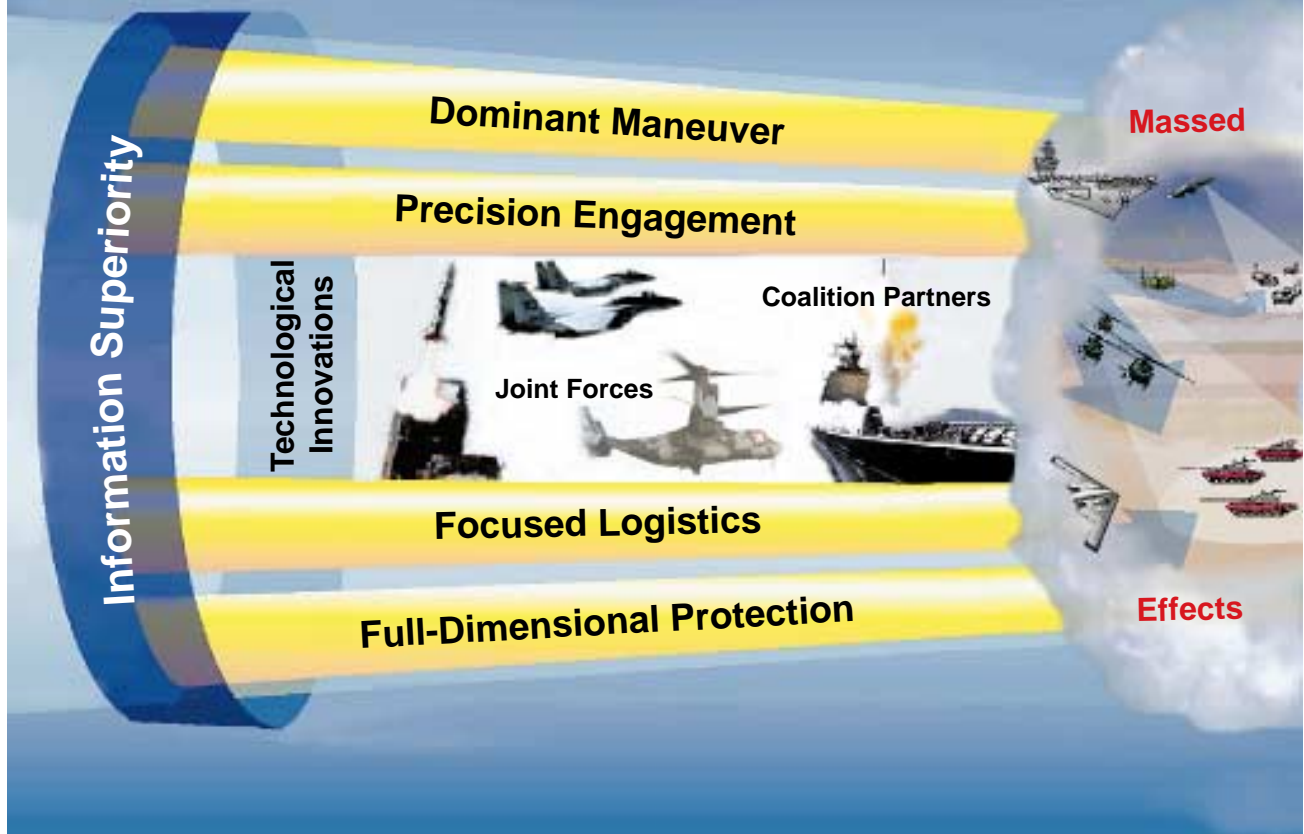 Information Superiority
Technological
Innovations
Dominant Maneuver
Precision Engagement
Coalition Partners
Joint Forces
Focused Logistics
Full-Dimensional Protection
Massed
Effects